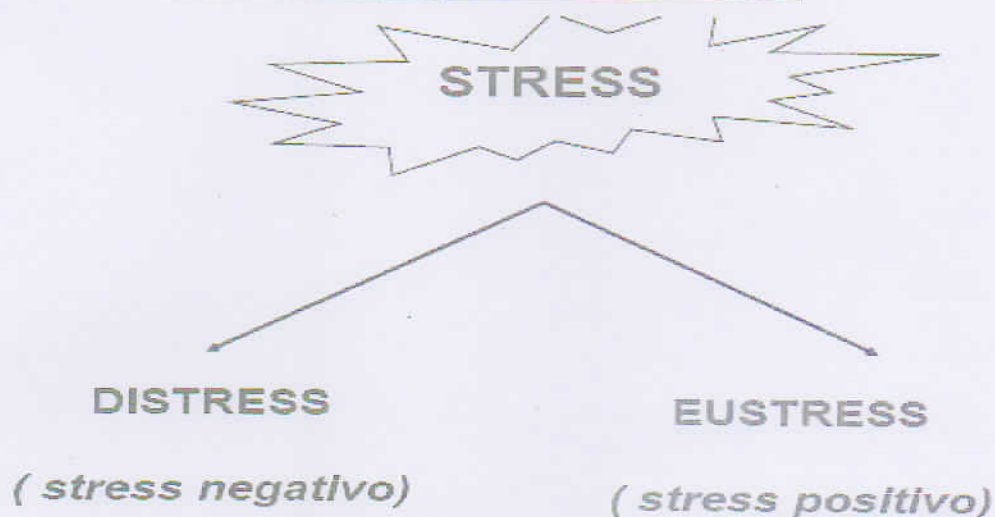 STRESS
DISTRESS
EUSTRESS
( stress negativo)
( stress positivo)